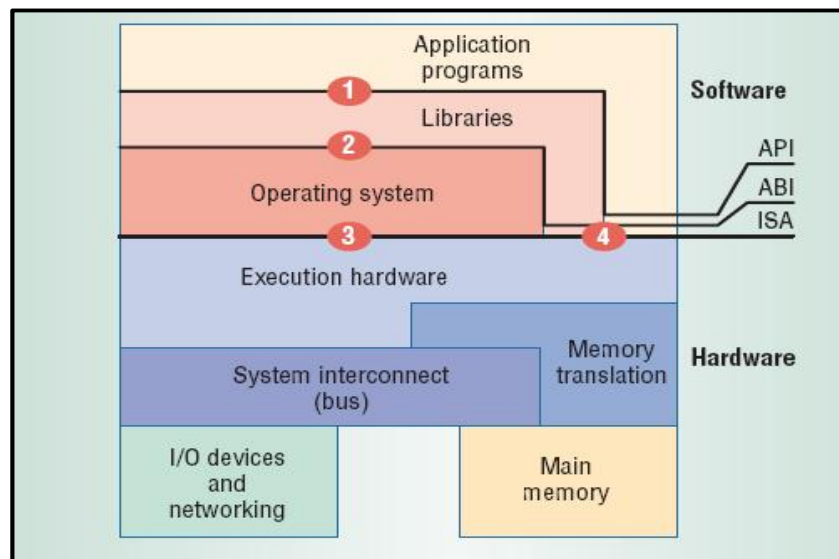 Application
programs
Software
1
Libraries
2
API
Operating system
ABI
ISA
3
4
Execution hardware
Memory
translation
Hardware
System interconnect
(bus)
I/O devices
and
networking
Main
memory